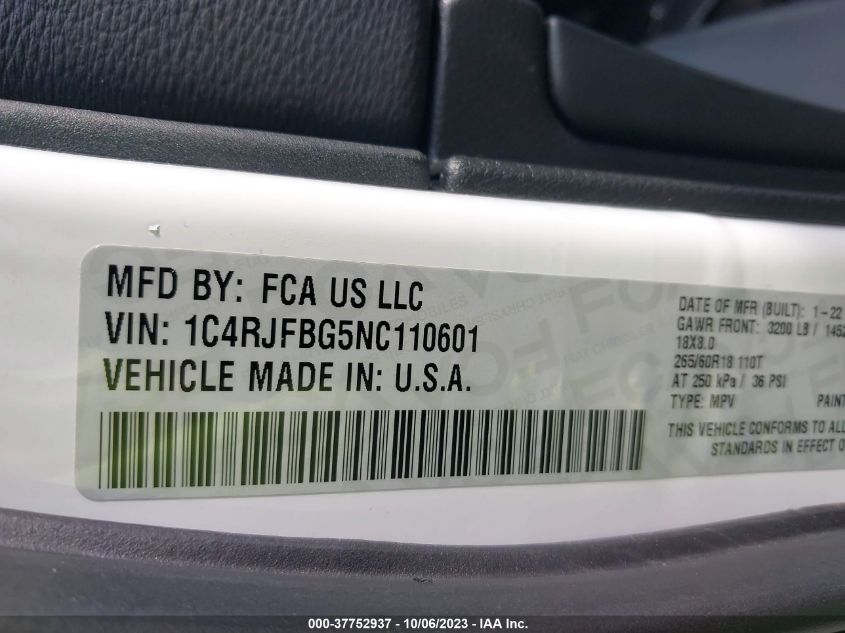 MFD BY: FCA US LLC
VIN: 1C4RJFBG5NC110601
VEHICLE MADE IN: U.S.A.
DATE OF MFR (BUILT): 1-22
GAWR FRONT: 3200 LB / 1452
18X8.0
265/60R18 110T
AT 250 kPa / 36 PSI
TYPE: MPV PAINT
THIS VEHICLE CONFORMS TO ALL
STANDARDS IN EFFECT O
000-37752937 - 10/06/2023 - IAA Inc.